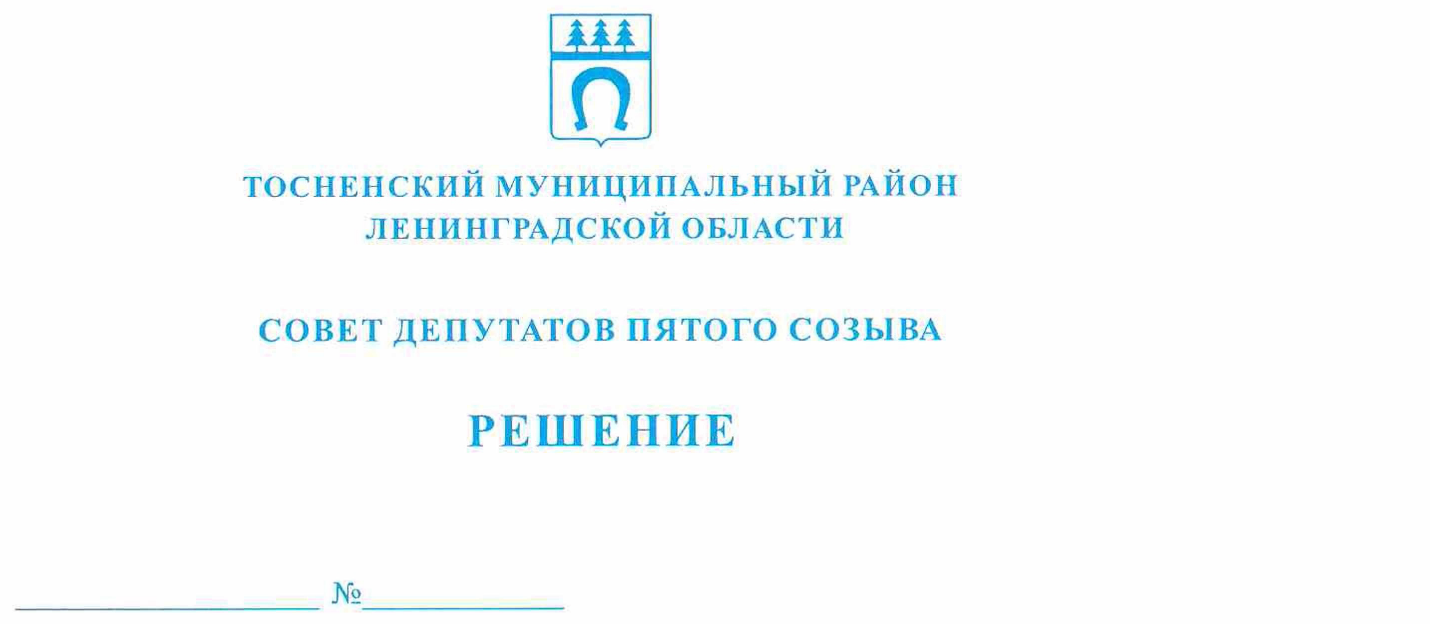 ТОСНЕНСКИЙ МУНИЦИПАЛЬНЫЙ РАЙОН
ЛЕНИНГРАДСКОЙ ОБЛАСТИ
СОВЕТ ДЕПУТАТОВ ПЯТОГО СОЗЫВА
РЕШЕНИЕ
№